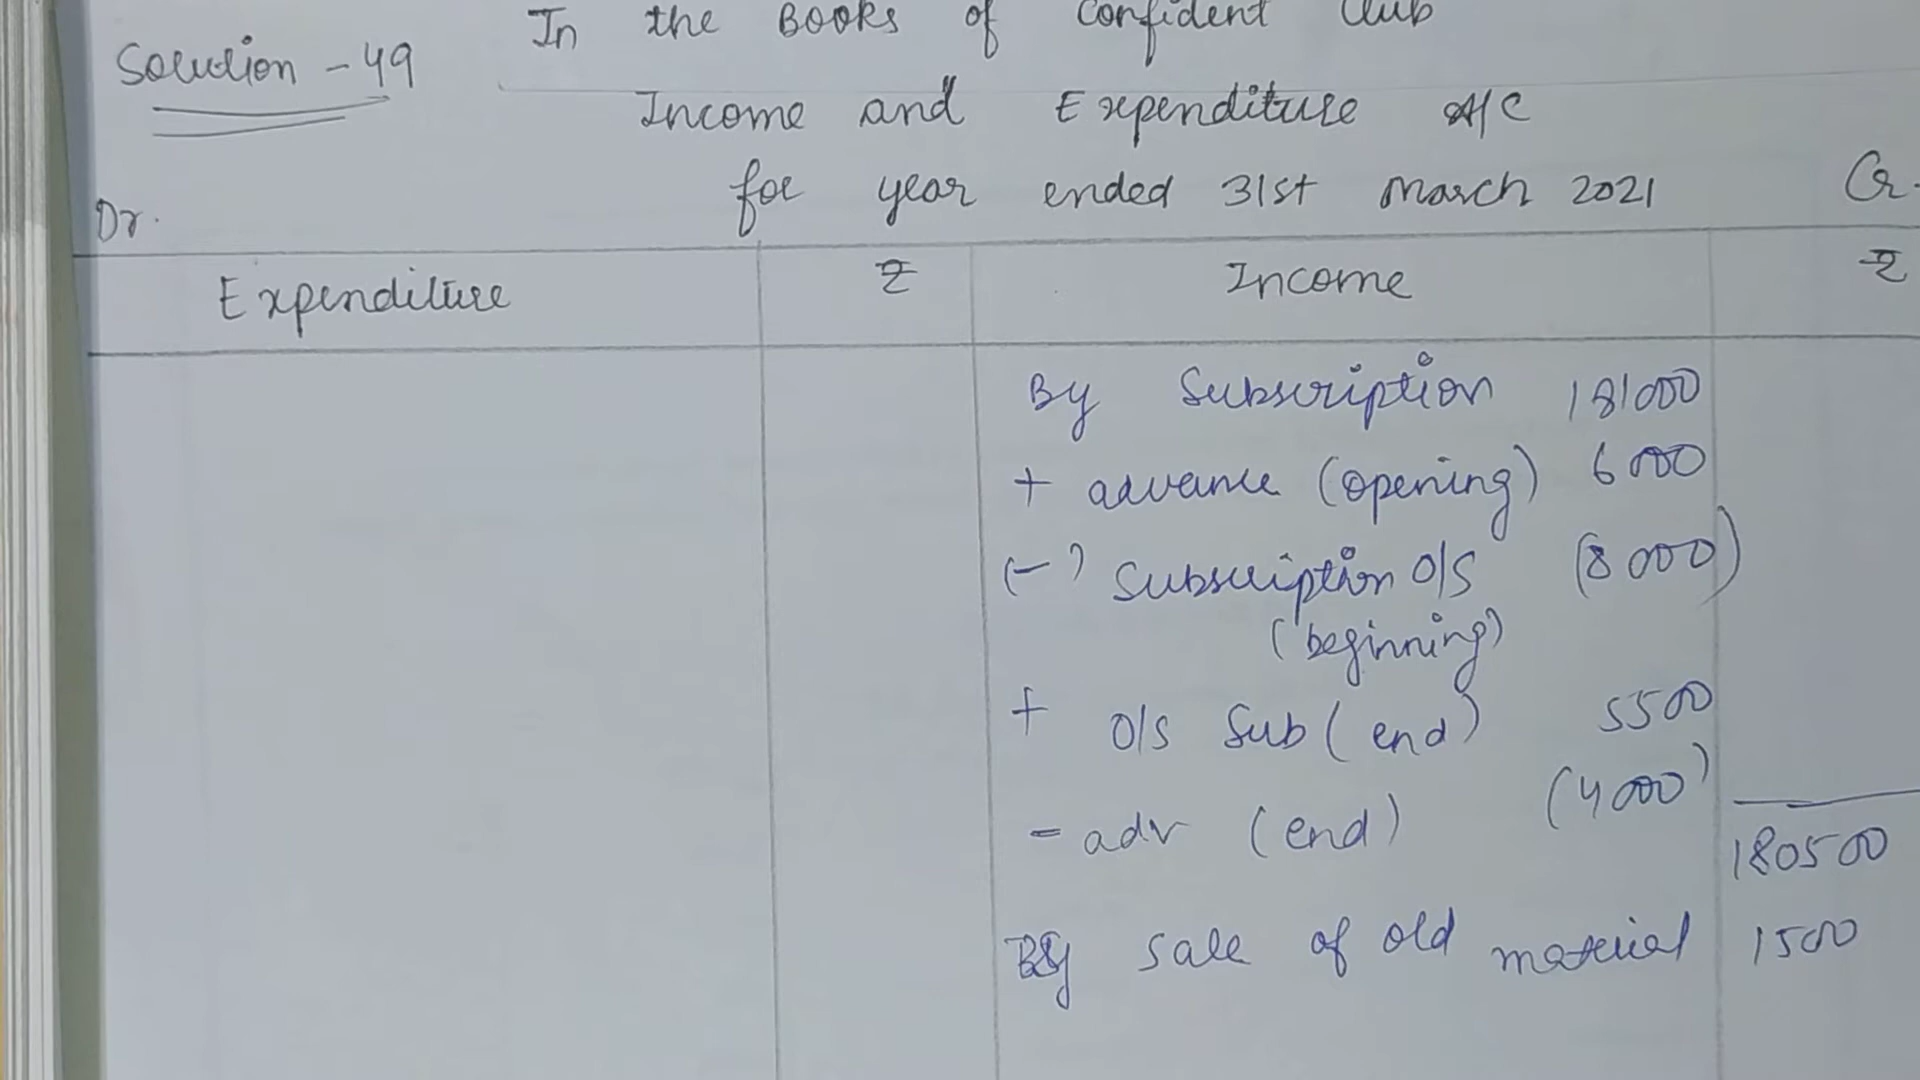 In the Books of Confident Club
Solution - 49
Income and Expenditure A/C
for year ended 31st March 2021
Dr. Cr.
Expenditure ₹ Income ₹
By Subscription 181000
+ advance (opening) 6000
(-) Subscription O/S (8000)
(beginning)
+ O/S Sub (end) 5500
- adv (end) (4000)
180500
By sale of old material 1500